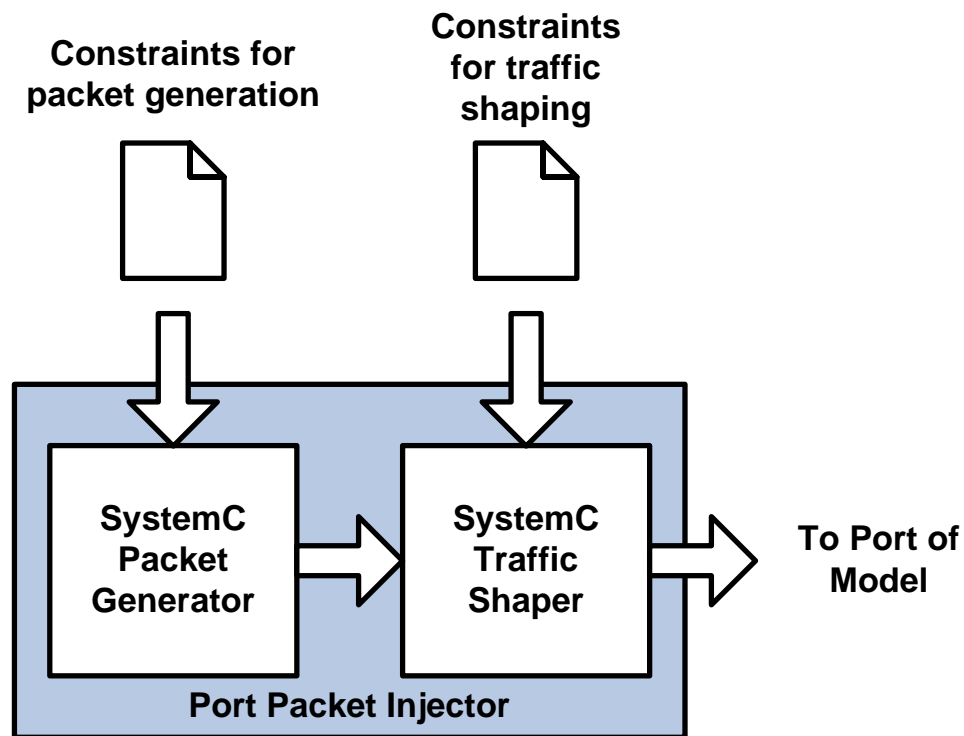 Constraints for
packet generation
Constraints
for traffic
shaping
SystemC
Packet
Generator
SystemC
Traffic
Shaper
To Port of
Model
Port Packet Injector